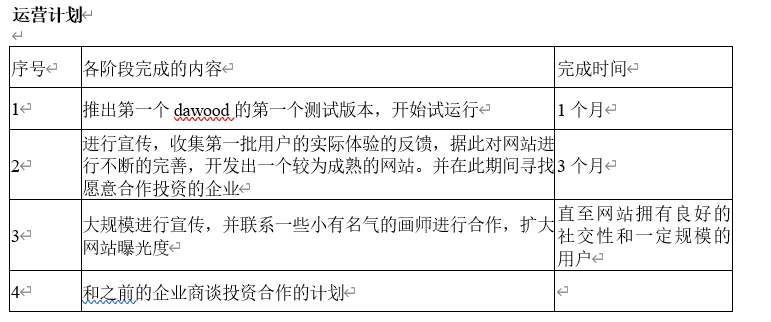 运营计划
序号 各阶段完成的内容 完成时间
1 推出第一个 dawood 的第一个测试版本，开始试运行 1 个月
进行宣传，收集第一批用户的实际体验的反馈，据此对网站进
2 行不断的完善，开发出一个较为成熟的网站。并在此期间寻找 3 个月
愿意合作投资的企业
3 大规模进行宣传，并联系一些小有名气的画师进行合作，扩大
网站曝光度
直至网站拥有良好的
社交性和一定规模的
用户
4 和之前的企业商谈投资合作的计划